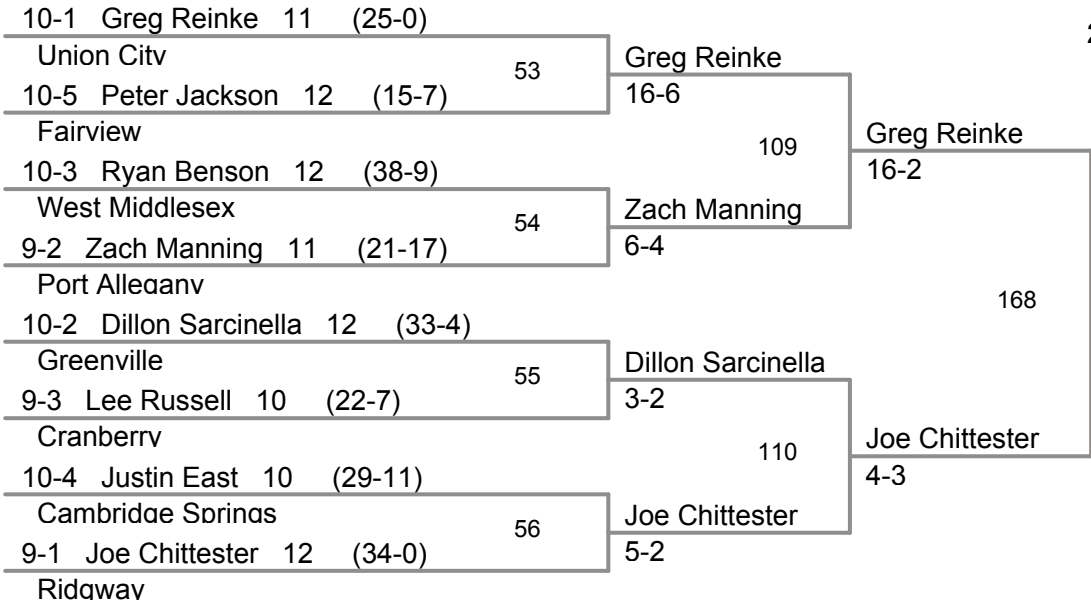 10-1 Greg Reinke 11 (25-0)
Union City
10-5 Peter Jackson 12 (15-7)
Fairview
10-3 Ryan Benson 12 (38-9)
West Middlesex
9-2 Zach Manning 11 (21-17)
Port Allegany
10-2 Dillon Sarcinella 12 (33-4)
Greenville
9-3 Lee Russell 10 (22-7)
Cranberry
10-4 Justin East 10 (29-11)
Cambridge Springs
9-1 Joe Chittester 12 (34-0)
Ridgway
53
54
55
56
Greg Reinke
16-6
Zach Manning
6-4
Dillon Sarcinella
3-2
Joe Chittester
5-2
109
110
Greg Reinke
16-2
Joe Chittester
4-3
168